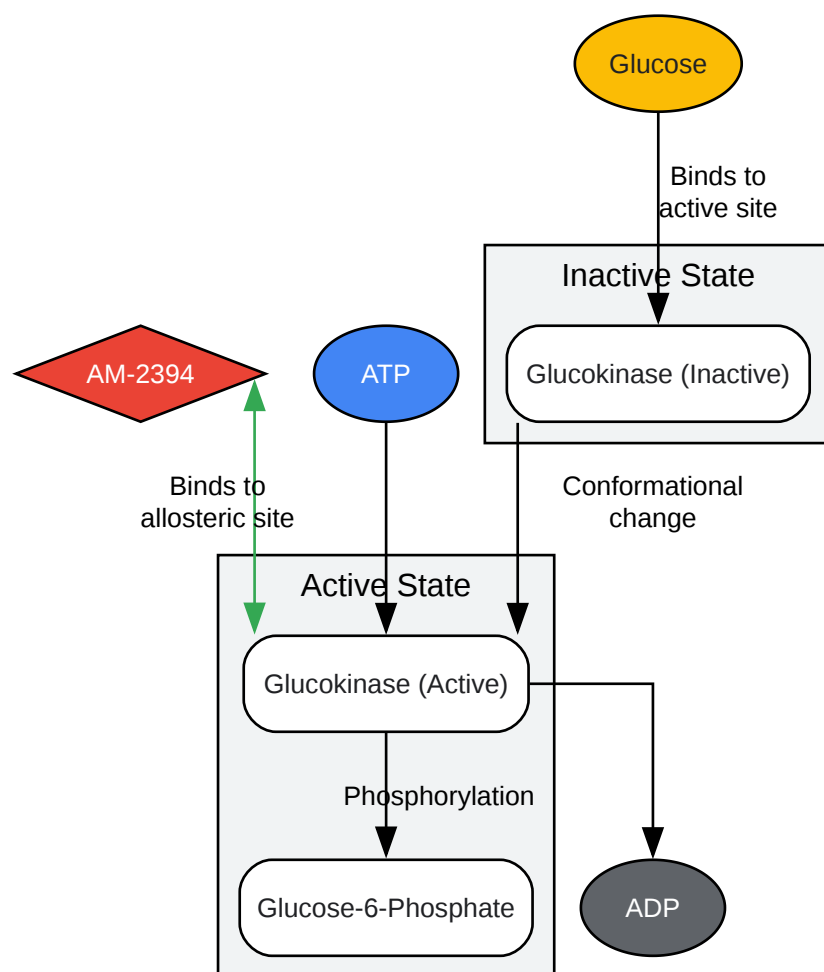 Glucose
Binds to
active site
Inactive State
AM-2394
ATP
Glucokinase (Inactive)
Binds to
allosteric site
Conformational
change
Active State
Glucokinase (Active)
Phosphorylation
Glucose-6-Phosphate
ADP